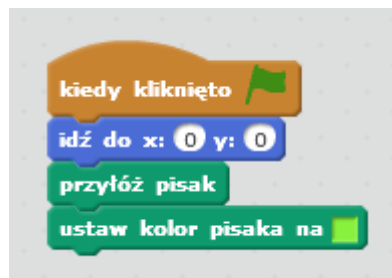 kiedy kliknięto
idź do x: 0 y: 0
przyłóż pisak
ustaw kolor pisaka na